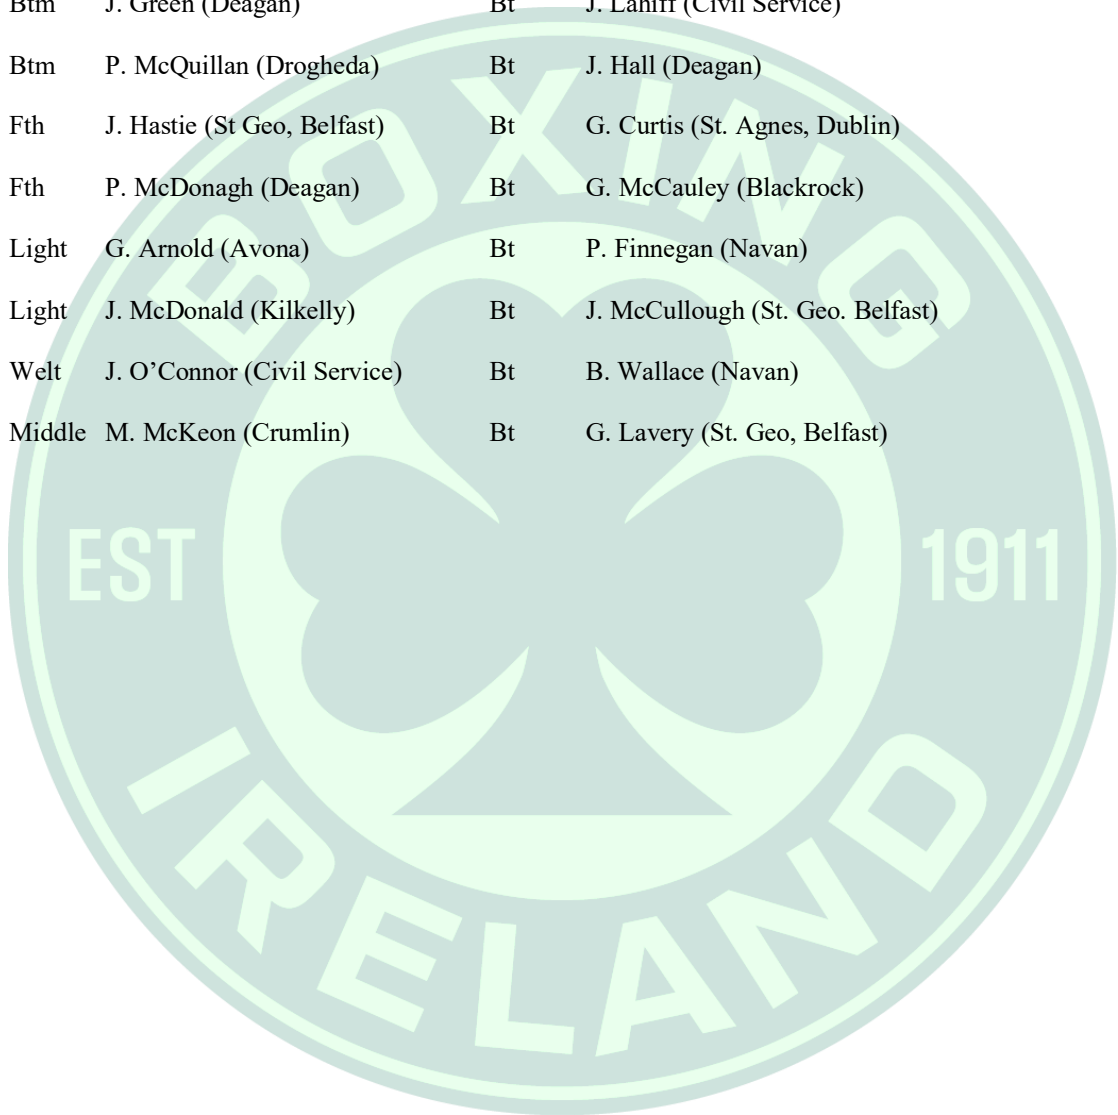 Btm J. Green (Deagan) Bt J. Lahiff (Civil Service)
Btm P. McQuillan (Drogheda) Bt J. Hall (Deagan)
Fth J. Hastie (St Geo, Belfast) Bt G. Curtis (St. Agnes, Dublin)
Fth P. McDonagh (Deagan) Bt G. McCauley (Blackrock)
Light G. Arnold (Avona) Bt P. Finnegan (Navan)
Light J. McDonald (Kilkelly) Bt J. McCullough (St. Geo. Belfast)
Welt J. O’Connor (Civil Service) Bt B. Wallace (Navan)
Middle M. McKeon (Crumlin) Bt G. Lavery (St. Geo, Belfast)
BOXING
EST 1911
IRELAND